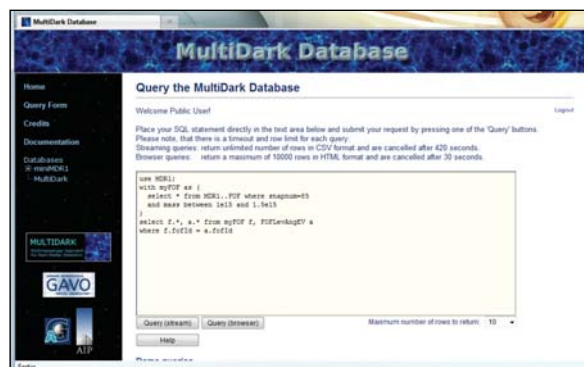 MultiDark Database
MultiDark Database
Home
Query Form
Credits
Documentation
Databases
miniMDR1
MultiDark
MULTIDARK
GAVO
AIP
Query the MultiDark Database
Welcome Public User!
Logout
Place your SQL statement directly in the text area below and submit your request by pressing one of the 'Query' buttons.
Please note, that there is a timeout and row limit for each query:
Streaming queries: return unlimited number of rows in CSV format and are cancelled after 420 seconds.
Browser queries: return a maximum of 10000 rows in HTML format and are cancelled after 30 seconds.
use MDR1;
with myFOF as (
select * from MDR1..FOF where snapnum=85
and mass between 1e15 and 1.5e15
)
select f.*, a.* from myFOF f, FOFLevAngEV a
where f.fofId = a.fofId
Query (stream) Query (browser) Maximum number of rows to return: 10
Help
Demo queries